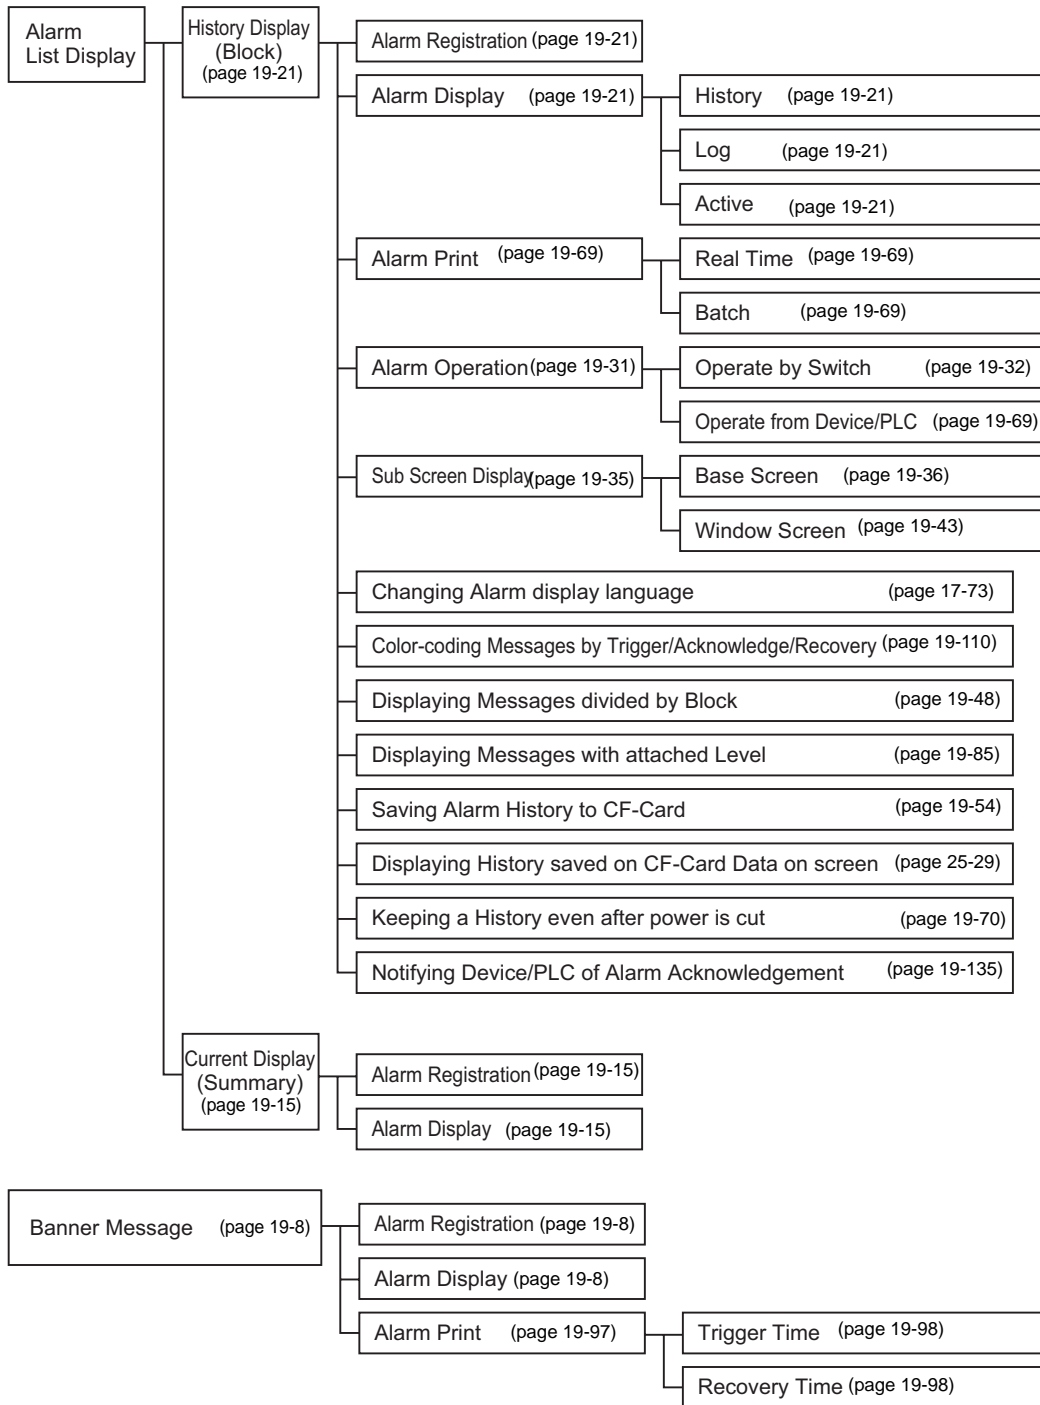 Alarm
List Display
History Display
(Block)
(page 19-21)
Alarm Registration (page 19-21)
Alarm Display (page 19-21)
History (page 19-21)
Log (page 19-21)
Active (page 19-21)
Alarm Print (page 19-69)
Real Time (page 19-69)
Batch (page 19-69)
Alarm Operation (page 19-31)
Operate by Switch (page 19-32)
Operate from Device/PLC (page 19-69)
Sub Screen Display (page 19-35)
Base Screen (page 19-36)
Window Screen (page 19-43)
Changing Alarm display language (page 17-73)
Color-coding Messages by Trigger/Acknowledge/Recovery (page 19-110)
Displaying Messages divided by Block (page 19-48)
Displaying Messages with attached Level (page 19-85)
Saving Alarm History to CF-Card (page 19-54)
Displaying History saved on CF-Card Data on screen (page 25-29)
Keeping a History even after power is cut (page 19-70)
Notifying Device/PLC of Alarm Acknowledgement (page 19-135)
Current Display
(Summary)
(page 19-15)
Alarm Registration (page 19-15)
Alarm Display (page 19-15)
Banner Message (page 19-8)
Alarm Registration (page 19-8)
Alarm Display (page 19-8)
Alarm Print (page 19-97)
Trigger Time (page 19-98)
Recovery Time (page 19-98)